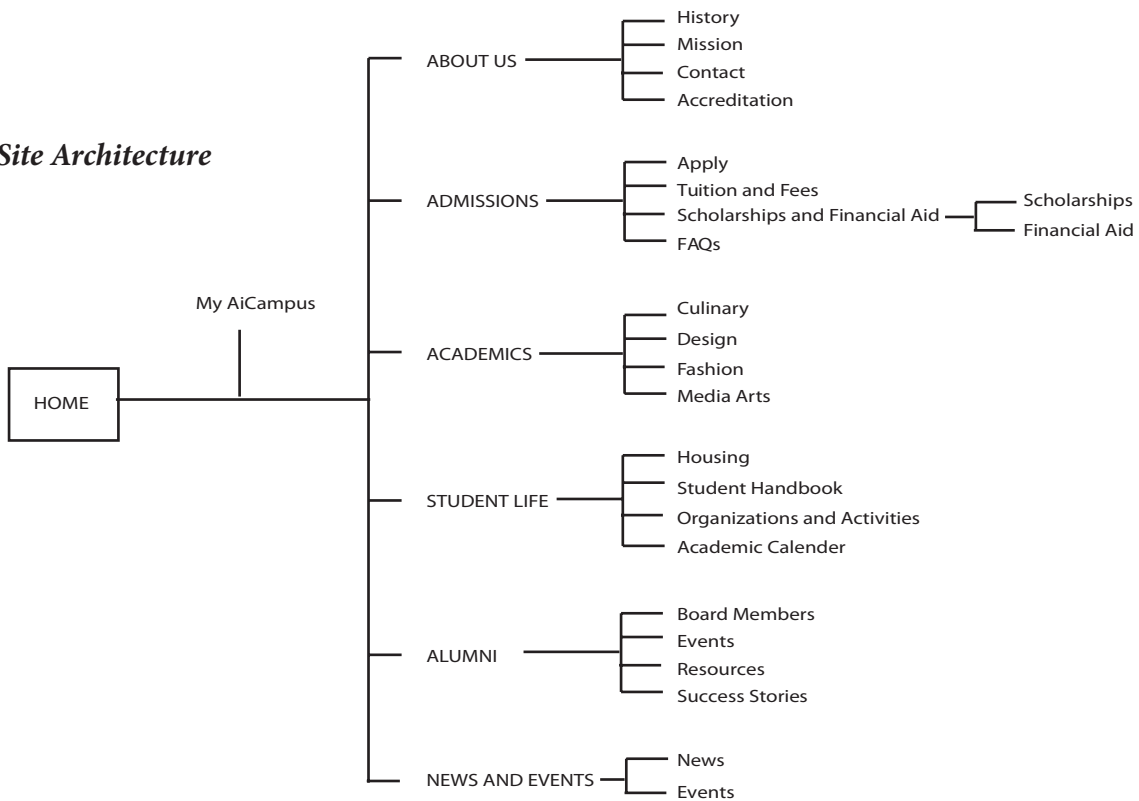 Site Architecture
HOME
My AiCampus
ABOUT US
History
Mission
Contact
Accreditation
ADMISSIONS
Apply
Tuition and Fees
Scholarships and Financial Aid
Scholarships
Financial Aid
FAQs
ACADEMICS
Culinary
Design
Fashion
Media Arts
STUDENT LIFE
Housing
Student Handbook
Organizations and Activities
Academic Calender
ALUMNI
Board Members
Events
Resources
Success Stories
NEWS AND EVENTS
News
Events